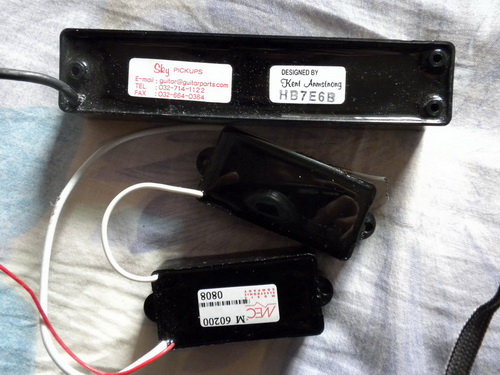 Sky PICKUPS
E-mail : guitar@guitarparts.com
TEL : 032-714-1122
FAX : 032-664-0364
DESIGNED BY
Kent Armstrong
HB7E6B
MEC
M 60200
0808